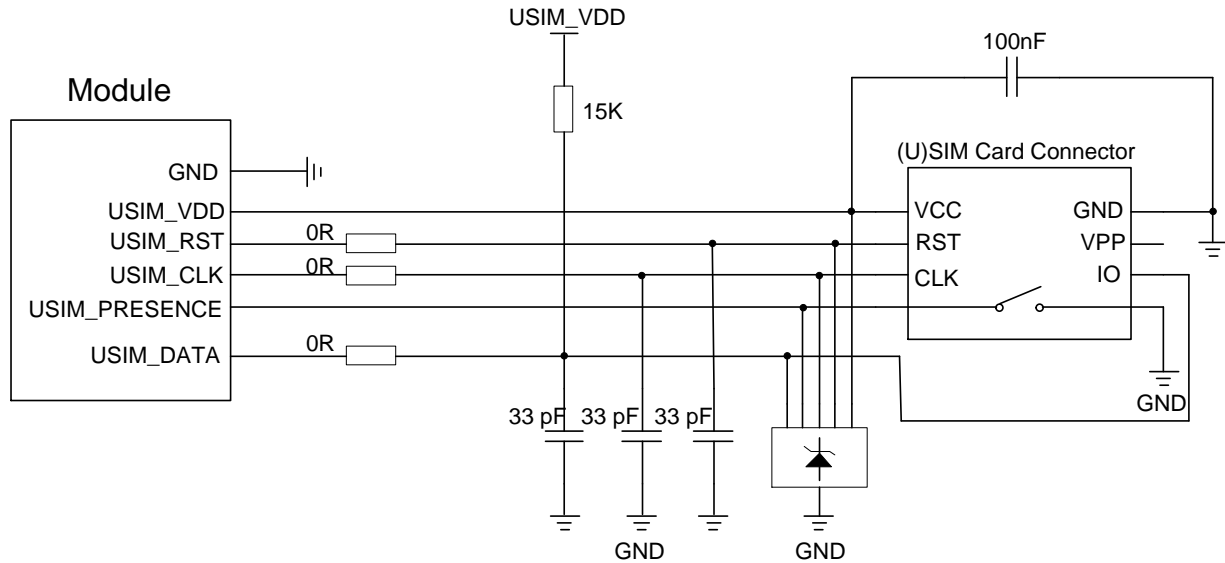 USIM_VDD
100nF
Module
15K
(U)SIM Card Connector
GND
USIM_VDD
VCC
GND
USIM_RST
0R
RST
VPP
USIM_CLK
0R
CLK
IO
USIM_PRESENCE
USIM_DATA
0R
GND
33 pF
33 pF
33 pF
GND
GND